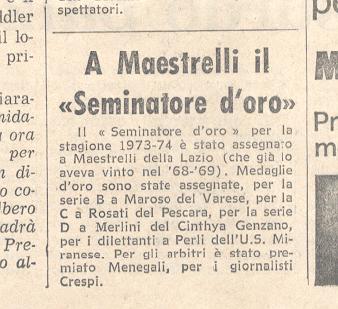 spettatori.
A Maestrelli il
«Seminatore d'oro»
Il « Seminatore d'oro » per la
stagione 1973-74 è stato assegnato
a Maestrelli della Lazio (che già lo
aveva vinto nel '68-'69). Medaglie
d'oro sono state assegnate, per la
serie B a Maroso del Varese, per la
C a Rosati del Pescara, per la serie
D a Merlini del Cinthya Genzano,
per i dilettanti a Perli dell'U.S. Mi-
ranese. Per gli arbitri è stato pre-
miato Menegali, per i giornalisti
Crespi.